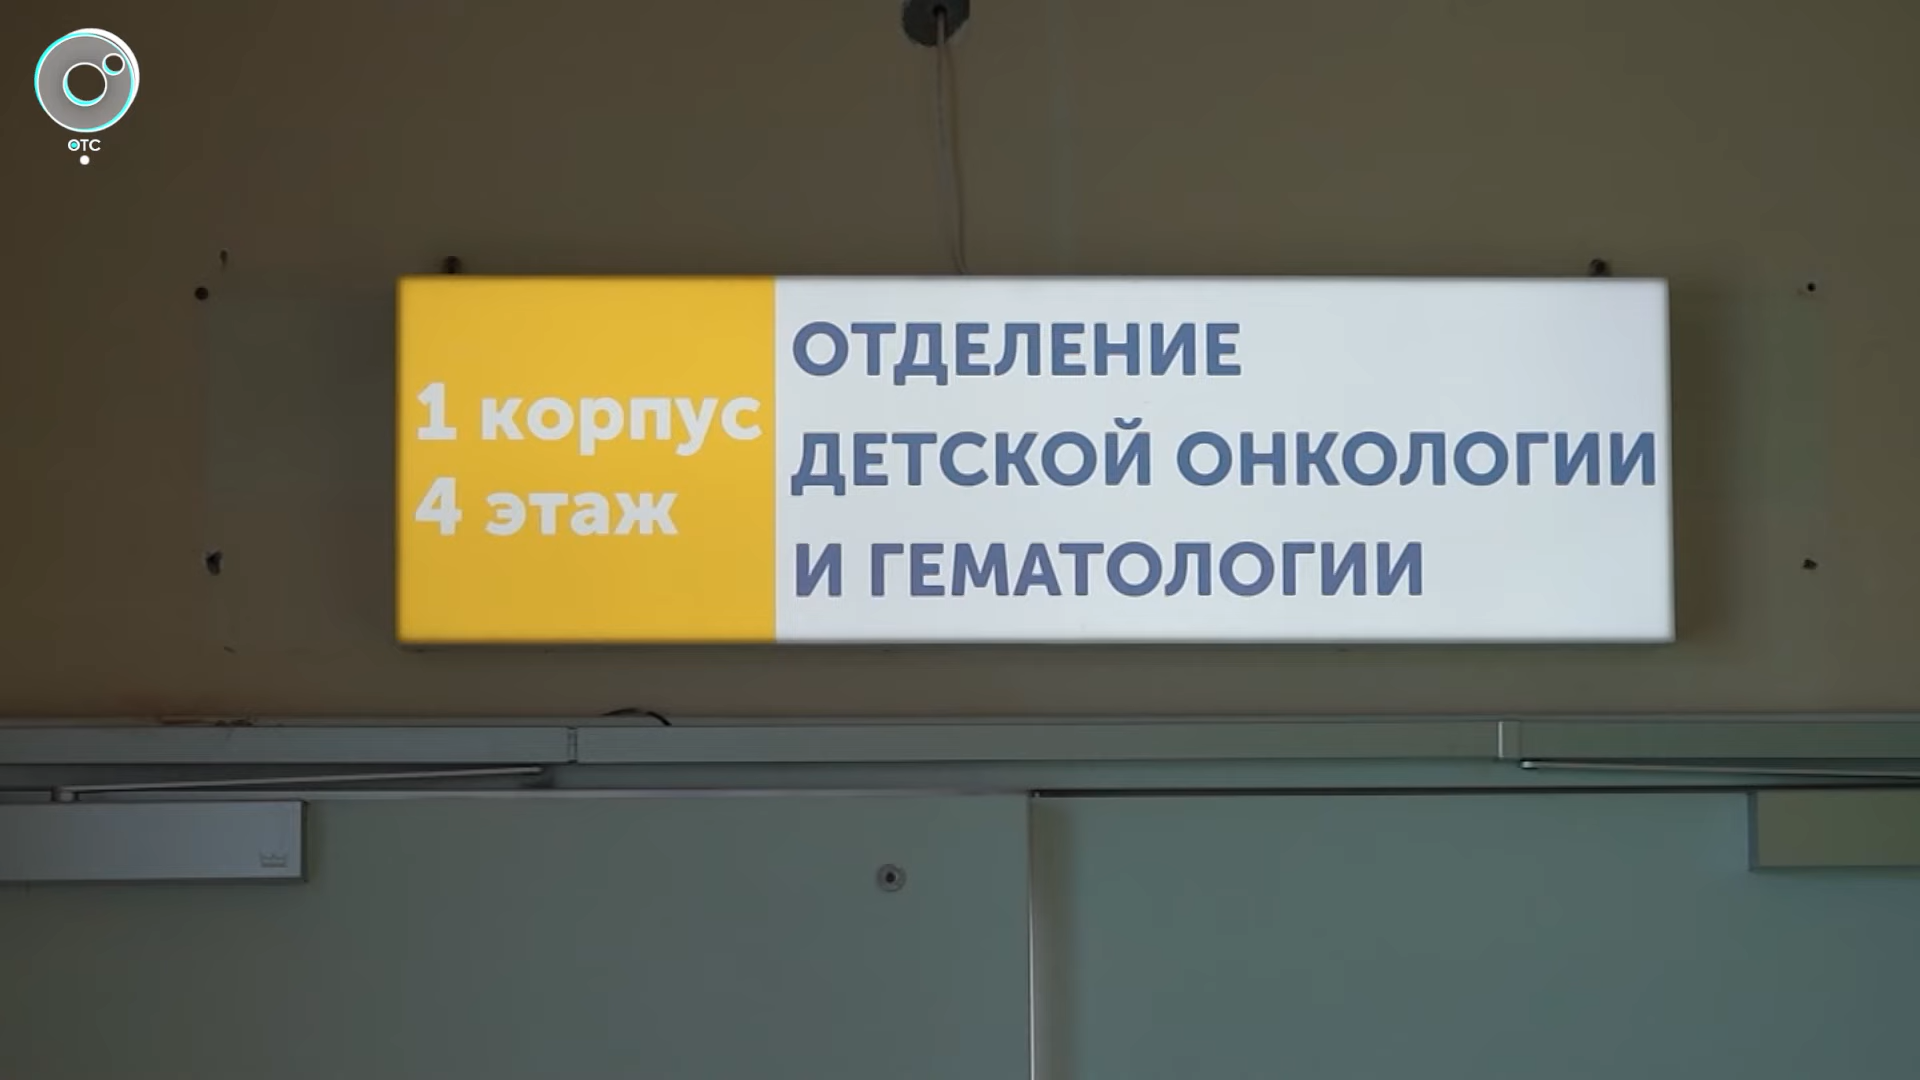 ОТС
1 корпус
4 этаж
ОТДЕЛЕНИЕ
ДЕТСКОЙ ОНКОЛОГИИ
И ГЕМАТОЛОГИИ